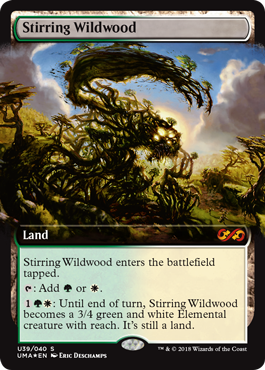 Stirring Wildwood
Land
Stirring Wildwood enters the battlefield
tapped.
: Add or .
1 : Until end of turn, Stirring Wildwood
becomes a 3/4 green and white Elemental
creature with reach. It's still a land.
U39/040 S
UMA EN Eric Deschamps
™ & © 2018 Wizards of the Coast